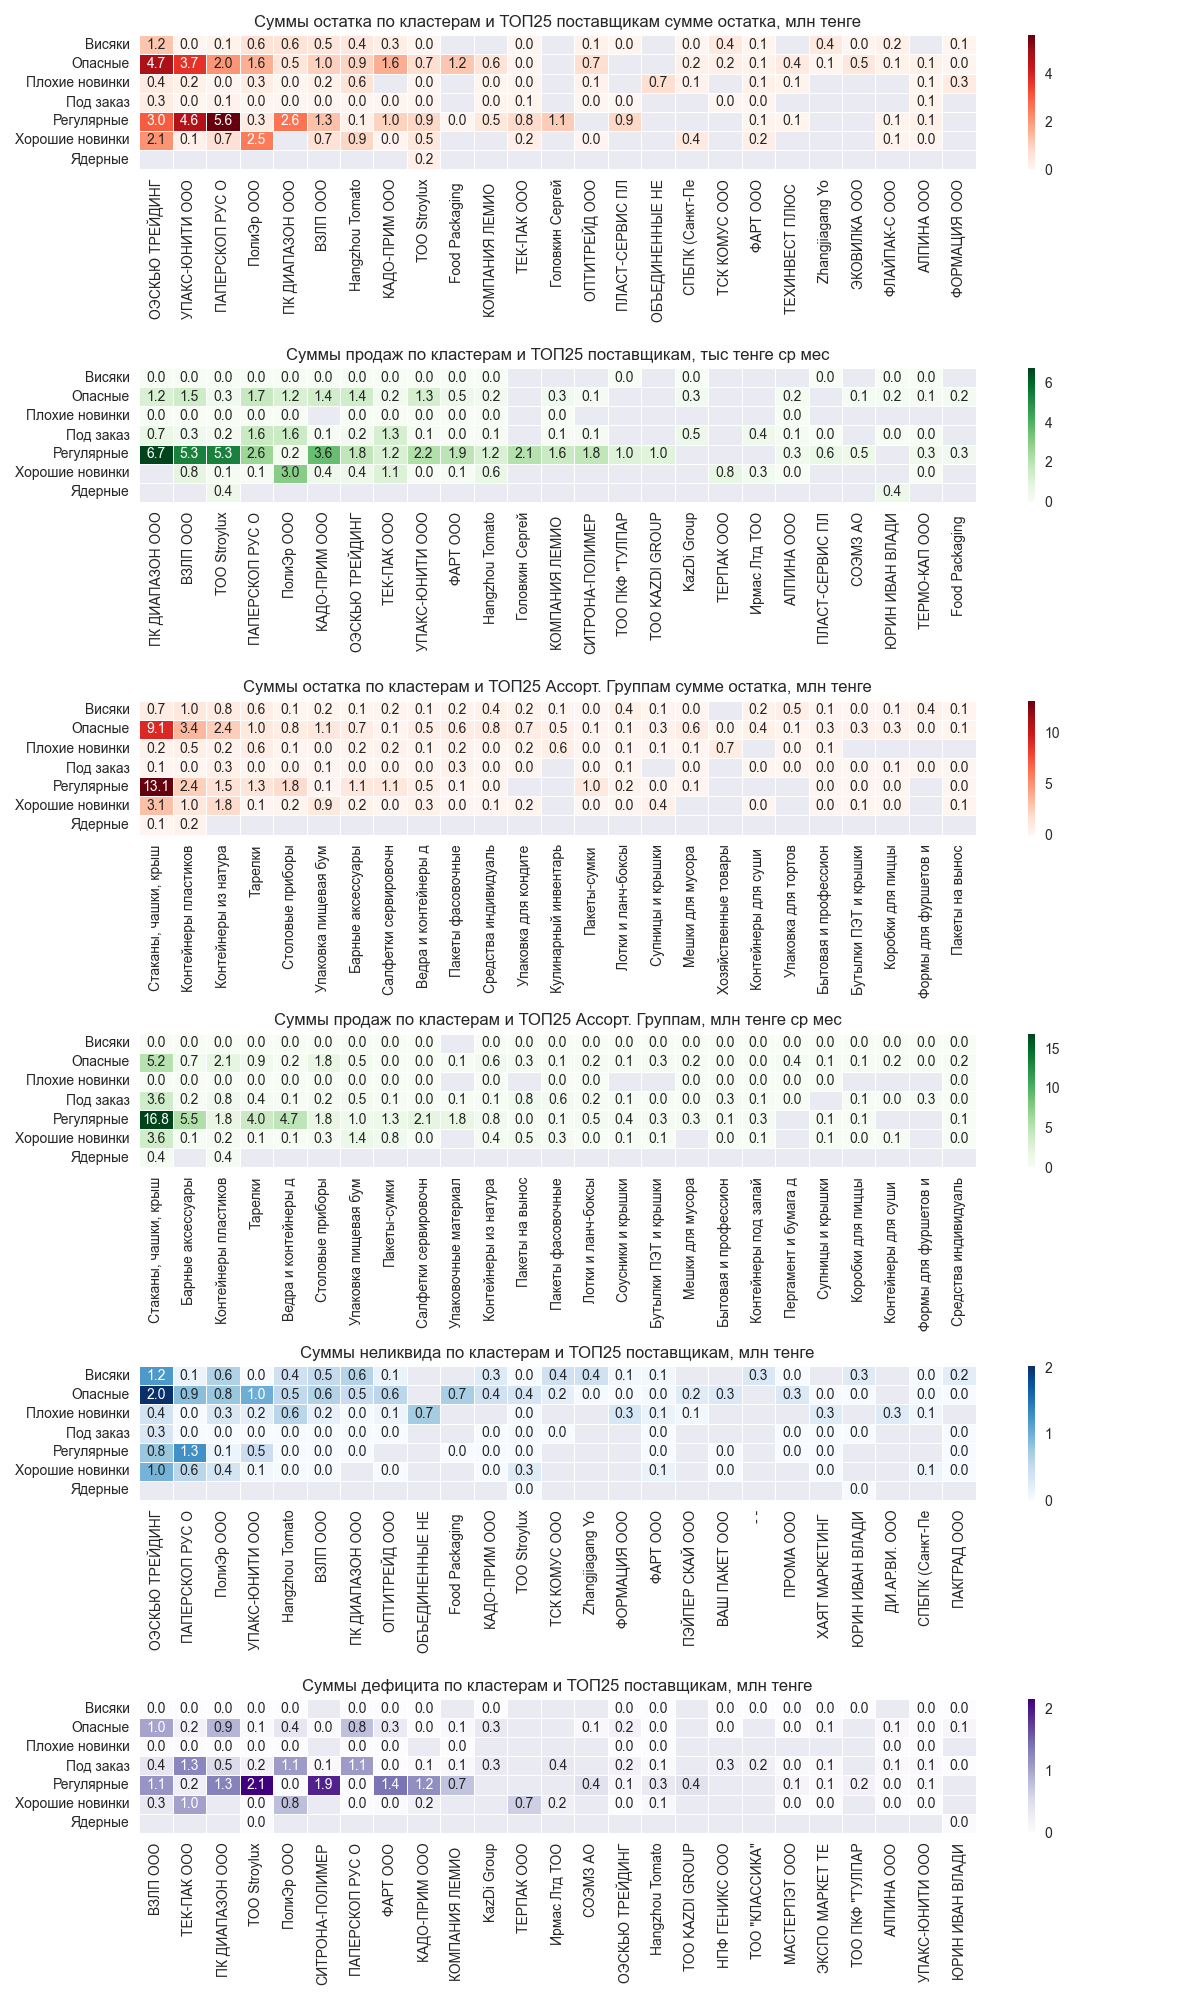 Суммы остатка по кластерам и ТОП25 поставщикам сумме остатка, млн тенге
Висяки 1.2 0.0 0.1 0.6 0.6 0.5 0.4 0.3 0.0 0.0 0.1 0.0 0.0 0.4 0.1 0.4 0.0 0.2 0.1
Опасные 4.7 3.7 2.0 1.6 0.5 1.0 0.9 1.6 0.7 1.2 0.6 0.0 0.7 0.2 0.2 0.1 0.4 0.1 0.5 0.1 0.1 0.0
Плохие новинки 0.4 0.2 0.0 0.3 0.0 0.2 0.6 0.0 0.0 0.0 0.1 0.7 0.1 0.1 0.1 0.1 0.3
Под заказ 0.3 0.0 0.1 0.0 0.0 0.0 0.0 0.0 0.0 0.0 0.1 0.0 0.0 0.0 0.0 0.1
Регулярные 3.0 4.6 5.6 0.3 2.6 1.3 0.1 1.0 0.9 0.0 0.5 0.8 1.1 0.9 0.1 0.1 0.1 0.1
Хорошие новинки 2.1 0.1 0.7 2.5 0.7 0.9 0.0 0.5 0.2 0.0 0.4 0.2 0.1 0.0
Ядерные 0.2
4
2
0
ОЭСКЬЮ ТРЕЙДИНГ
УПАКС-ЮНИТИ ООО
ПАПЕРСКОП РУС О
ПолиЭр ООО
ПК ДИАПАЗОН ООО
ВЗЛП ООО
Hangzhou Tomato
КАДО-ПРИМ ООО
ТОО Stroylux
Food Packaging
КОМПАНИЯ ЛЕМИО
ТЕК-ПАК ООО
Головкин Сергей
ОПТИТРЕЙД ООО
ПЛАСТ-СЕРВИС ПЛ
ОБЪЕДИНЕННЫЕ НЕ
СПБПК (Санкт-Пе
ТСК КОМУС ООО
ФАРТ ООО
ТЕХИНВЕСТ ПЛЮС
Zhangjiagang Yo
ЭКОВИЛКА ООО
ФЛАЙПАК-С ООО
АЛПИНА ООО
ФОРМАЦИЯ ООО
Суммы продаж по кластерам и ТОП25 поставщикам, тыс тенге ср мес
Висяки 0.0 0.0 0.0 0.0 0.0 0.0 0.0 0.0 0.0 0.0 0.0 0.0 0.0 0.0 0.0 0.0
Опасные 1.2 1.5 0.3 1.7 1.2 1.4 1.4 0.2 1.3 0.5 0.2 0.3 0.1 0.3 0.2 0.1 0.2 0.1 0.2
Плохие новинки 0.0 0.0 0.0 0.0 0.0 0.0 0.0 0.0 0.0 0.0 0.0 0.0
Под заказ 0.7 0.3 0.2 1.6 1.6 0.1 0.2 1.3 0.1 0.0 0.1 0.1 0.1 0.5 0.4 0.1 0.0 0.0 0.0
Регулярные 6.7 5.3 5.3 2.6 0.2 3.6 1.8 1.2 2.2 1.9 1.2 2.1 1.6 1.8 1.0 1.0 0.3 0.6 0.5 0.3 0.3
Хорошие новинки 0.8 0.1 0.1 3.0 0.4 0.4 1.1 0.0 0.1 0.6 0.8 0.3 0.0 0.0
Ядерные 0.4 0.4
6
4
2
0
ПК ДИАПАЗОН ООО
ВЗЛП ООО
ТОО Stroylux
ПАПЕРСКОП РУС О
ПолиЭр ООО
КАДО-ПРИМ ООО
ОЭСКЬЮ ТРЕЙДИНГ
ТЕК-ПАК ООО
УПАКС-ЮНИТИ ООО
ФАРТ ООО
Hangzhou Tomato
Головкин Сергей
КОМПАНИЯ ЛЕМИО
СИТРОНА-ПОЛИМЕР
ТОО ПКФ "ТУЛПАР
ТОО KAZDI GROUP
KazDi Group
ТЕРПАК ООО
Ирмас Лтд ТОО
АЛПИНА ООО
ПЛАСТ-СЕРВИС ПЛ
СОЭМЗ АО
ЮРИН ИВАН ВЛАДИ
ТЕРМО-КАП ООО
Food Packaging
Суммы остатка по кластерам и ТОП25 Ассорт. Группам сумме остатка, млн тенге
Висяки 0.7 1.0 0.8 0.6 0.1 0.2 0.1 0.2 0.1 0.2 0.4 0.2 0.1 0.0 0.4 0.1 0.0 0.2 0.5 0.1 0.0 0.1 0.4 0.1
Опасные 9.1 3.4 2.4 1.0 0.8 1.1 0.7 0.1 0.5 0.6 0.8 0.7 0.5 0.1 0.1 0.3 0.6 0.0 0.4 0.1 0.3 0.3 0.3 0.0 0.1
Плохие новинки 0.2 0.5 0.2 0.6 0.1 0.0 0.2 0.2 0.1 0.2 0.0 0.2 0.6 0.0 0.1 0.1 0.1 0.7 0.0 0.1
Под заказ 0.1 0.0 0.3 0.0 0.0 0.1 0.0 0.0 0.0 0.3 0.0 0.0 0.0 0.1 0.0 0.0 0.0 0.0 0.0 0.1 0.0 0.0
Регулярные 13.1 2.4 1.5 1.3 1.8 0.1 1.1 1.1 0.5 0.1 0.0 1.0 0.2 0.0 0.1 0.0 0.0 0.0 0.0
Хорошие новинки 3.1 1.0 1.8 0.1 0.2 0.9 0.2 0.0 0.3 0.0 0.1 0.2 0.0 0.0 0.4 0.0 0.0 0.1 0.0 0.1
Ядерные 0.1 0.2
10
5
0
Стаканы, чашки, крыш
Контейнеры пластиков
Контейнеры из натура
Тарелки
Столовые приборы
Упаковка пищевая бум
Барные аксессуары
Салфетки сервировочн
Ведра и контейнеры д
Пакеты фасовочные
Средства индивидуаль
Упаковка для кондите
Кулинарный инвентарь
Пакеты-сумки
Лотки и ланч-боксы
Супницы и крышки
Мешки для мусора
Хозяйственные товары
Контейнеры для суши
Упаковка для тортов
Бытовая и профессион
Бутылки ПЭТ и крышки
Коробки для пиццы
Формы для фуршетов и
Пакеты на вынос
Суммы продаж по кластерам и ТОП25 Ассорт. Группам, млн тенге ср мес
Висяки 0.0 0.0 0.0 0.0 0.0 0.0 0.0 0.0 0.0 0.0 0.0 0.0 0.0 0.0 0.0 0.0 0.0 0.0 0.0 0.0 0.0 0.0 0.0 0.0
Опасные 5.2 0.7 2.1 0.9 0.2 1.8 0.5 0.0 0.0 0.1 0.6 0.3 0.1 0.2 0.1 0.3 0.2 0.0 0.0 0.4 0.1 0.1 0.2 0.0 0.2
Плохие новинки 0.0 0.0 0.0 0.0 0.0 0.0 0.0 0.0 0.0 0.0 0.0 0.0 0.0 0.0 0.0 0.0 0.0 0.0 0.0
Под заказ 3.6 0.2 0.8 0.4 0.1 0.2 0.5 0.1 0.0 0.1 0.1 0.8 0.6 0.2 0.1 0.0 0.0 0.3 0.1 0.0 0.1 0.0 0.3 0.0
Регулярные 16.8 5.5 1.8 4.0 4.7 1.8 1.0 1.3 2.1 1.8 0.8 0.0 0.1 0.5 0.4 0.3 0.3 0.1 0.3 0.1 0.1 0.1
Хорошие новинки 3.6 0.1 0.2 0.1 0.1 0.3 1.4 0.8 0.0 0.4 0.5 0.3 0.0 0.1 0.1 0.0 0.1 0.1 0.0 0.1 0.0
Ядерные 0.4 0.4
15
10
5
0
Стаканы, чашки, крыш
Барные аксессуары
Контейнеры пластиков
Тарелки
Ведра и контейнеры д
Столовые приборы
Упаковка пищевая бум
Пакеты-сумки
Салфетки сервировочн
Упаковочные материал
Контейнеры из натура
Пакеты на вынос
Пакеты фасовочные
Лотки и ланч-боксы
Соусники и крышки
Бутылки ПЭТ и крышки
Мешки для мусора
Бытовая и профессион
Контейнеры под запай
Пергамент и бумага д
Супницы и крышки
Коробки для пиццы
Контейнеры для суши
Формы для фуршетов и
Средства индивидуаль
Суммы неликвида по кластерам и ТОП25 поставщикам, млн тенге
Висяки 1.2 0.1 0.6 0.0 0.4 0.5 0.6 0.1 0.3 0.0 0.4 0.4 0.1 0.1 0.3 0.3 0.0 0.2
Опасные 2.0 0.9 0.8 1.0 0.5 0.6 0.5 0.6 0.7 0.4 0.4 0.2 0.0 0.0 0.0 0.2 0.3 0.3 0.0 0.0 0.0 0.0
Плохие новинки 0.4 0.0 0.3 0.2 0.6 0.2 0.0 0.1 0.7 0.0 0.3 0.1 0.1 0.3 0.3 0.1
Под заказ 0.3 0.0 0.0 0.0 0.0 0.0 0.0 0.0 0.0 0.0 0.0 0.0 0.0 0.0 0.0 0.0
Регулярные 0.8 1.3 0.1 0.5 0.0 0.0 0.0 0.0 0.0 0.0 0.0 0.0 0.0 0.0 0.0
Хорошие новинки 1.0 0.6 0.4 0.1 0.0 0.0 0.0 0.0 0.3 0.1 0.0 0.0 0.1 0.0
Ядерные 0.0 0.0
2
1
0
ОЭСКЬЮ ТРЕЙДИНГ
ПАПЕРСКОП РУС О
ПолиЭр ООО
УПАКС-ЮНИТИ ООО
Hangzhou Tomato
ВЗЛП ООО
ПК ДИАПАЗОН ООО
ОПТИТРЕЙД ООО
ОБЪЕДИНЕННЫЕ НЕ
Food Packaging
КАДО-ПРИМ ООО
ТОО Stroylux
ТСК КОМУС ООО
Zhangjiagang Yo
ФОРМАЦИЯ ООО
ФАРТ ООО
ПЭЙПЕР СКАЙ ООО
ВАШ ПАКЕТ ООО
- -
ПРОМА ООО
ХАЯТ МАРКЕТИНГ
ЮРИН ИВАН ВЛАДИ
ДИ.АРВИ. ООО
СПБПК (Санкт-Пе
ПАКГРАД ООО
Суммы дефицита по кластерам и ТОП25 поставщикам, млн тенге
Висяки 0.0 0.0 0.0 0.0 0.0 0.0 0.0 0.0 0.0 0.0 0.0 0.0 0.0 0.0 0.0 0.0 0.0 0.0
Опасные 1.0 0.2 0.9 0.1 0.4 0.0 0.8 0.3 0.0 0.1 0.3 0.1 0.2 0.0 0.0 0.0 0.1 0.1 0.0 0.1
Плохие новинки 0.0 0.0 0.0 0.0 0.0 0.0 0.0 0.0 0.0 0.0 0.0 0.0 0.0
Под заказ 0.4 1.3 0.5 0.2 1.1 0.1 1.1 0.0 0.1 0.1 0.3 0.4 0.2 0.1 0.3 0.2 0.0 0.1 0.1 0.1 0.0
Регулярные 1.1 0.2 1.3 2.1 0.0 1.9 0.0 1.4 1.2 0.7 0.4 0.1 0.3 0.4 0.1 0.1 0.2 0.0 0.1
Хорошие новинки 0.3 1.0 0.0 0.8 0.0 0.0 0.2 0.7 0.2 0.0 0.1 0.0 0.0 0.0 0.0
Ядерные 0.0 0.0
2
1
0
ВЗЛП ООО
ТЕК-ПАК ООО
ПК ДИАПАЗОН ООО
ТОО Stroylux
ПолиЭр ООО
СИТРОНА-ПОЛИМЕР
ПАПЕРСКОП РУС О
ФАРТ ООО
КАДО-ПРИМ ООО
КОМПАНИЯ ЛЕМИО
KazDi Group
ТЕРПАК ООО
Ирмас Лтд ТОО
СОЭМЗ АО
ОЭСКЬЮ ТРЕЙДИНГ
Hangzhou Tomato
ТОО KAZDI GROUP
НПФ ГЕНИКС ООО
ТОО "КЛАССИКА"
МАСТЕРПЭТ ООО
ЭКСПО МАРКЕТ ТЕ
ТОО ПКФ "ТУЛПАР
АЛПИНА ООО
УПАКС-ЮНИТИ ООО
ЮРИН ИВАН ВЛАДИ